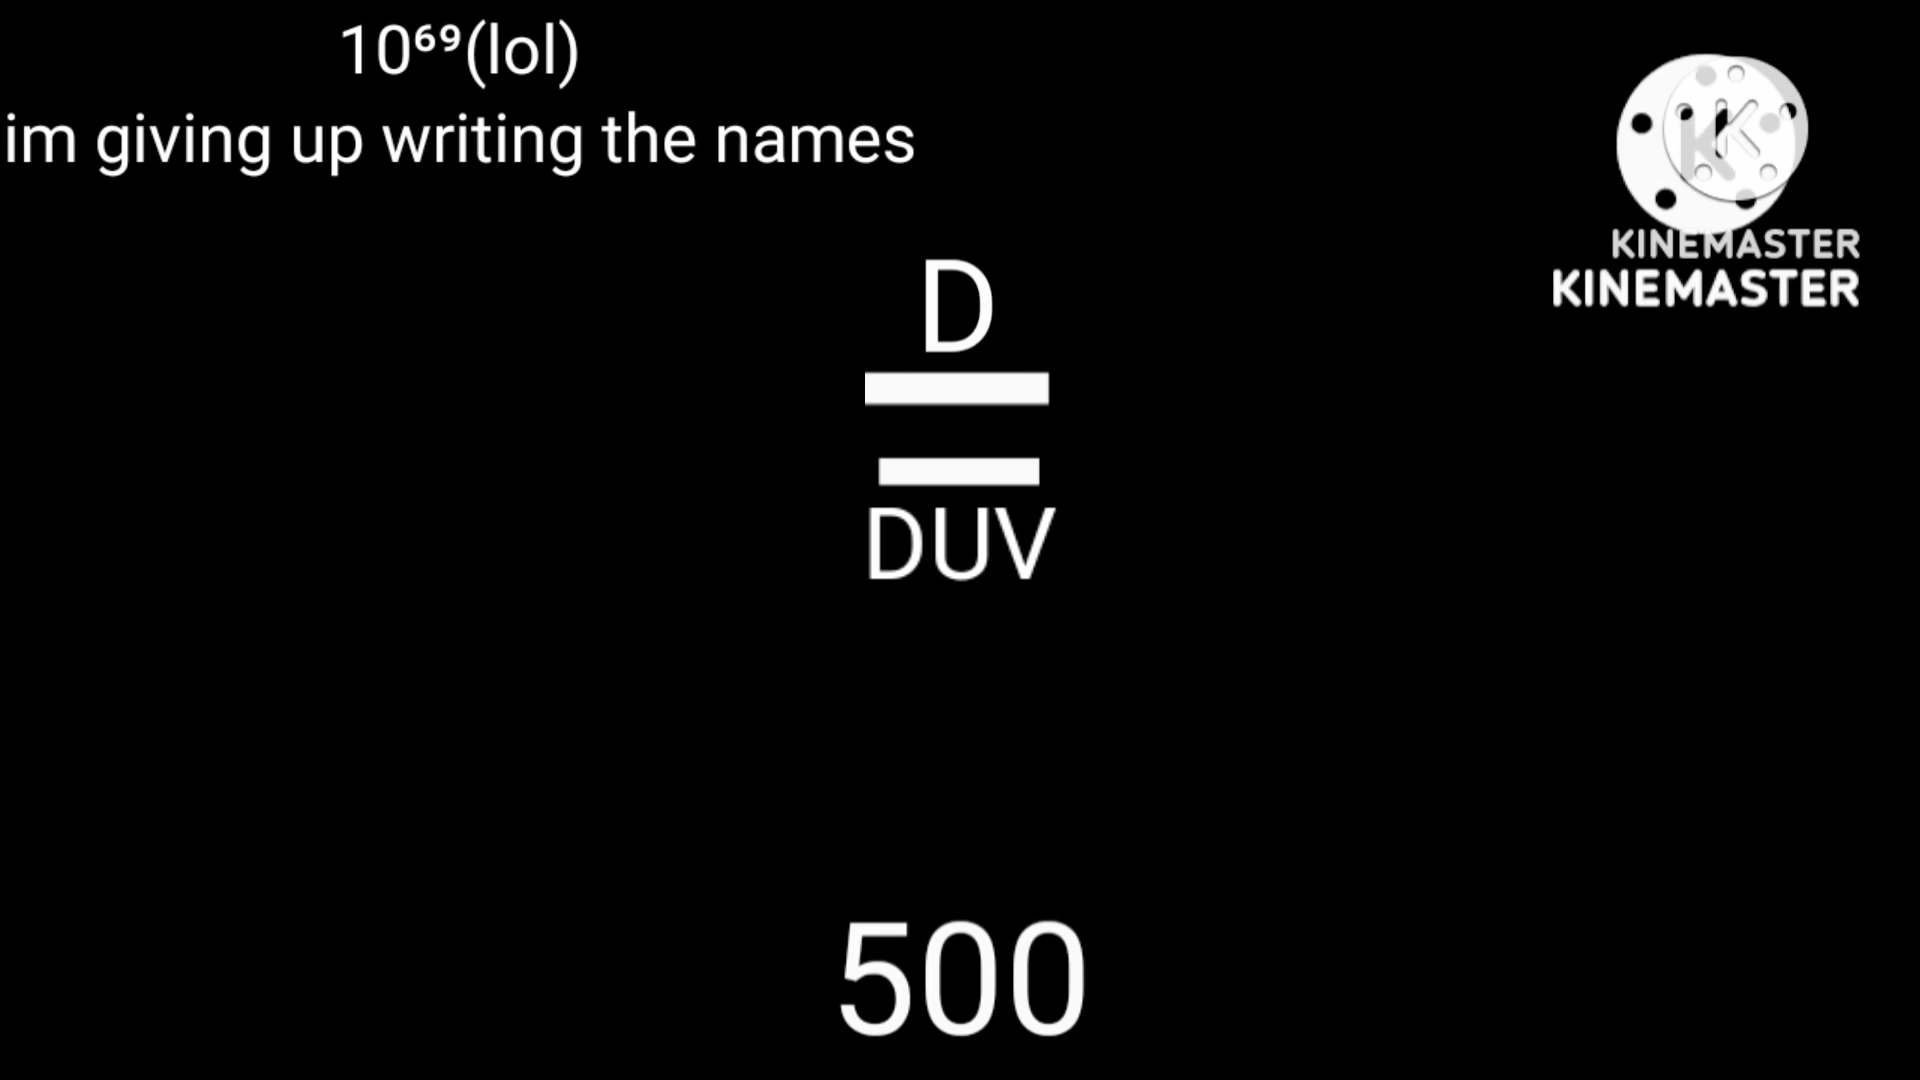 10⁶⁹(lol)
im giving up writing the names
KINEMASTER
KINEMASTER
D
DUV
500